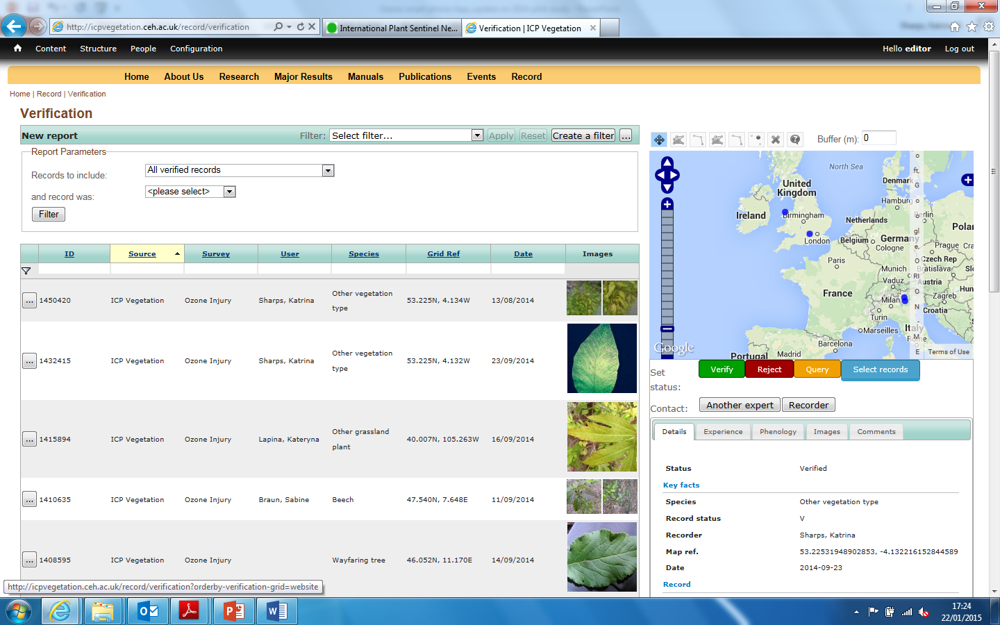 http://icpvegetation.ceh.ac.uk/record/verification
International Plant Sentinel Ne...
Verification | ICP Vegetation
Content Structure People Configuration
Hello editor Log out
Home About Us Research Major Results Manuals Publications Events Record
Home | Record | Verification
Verification
New report
Filter: Select filter... Apply Reset Create a filter ...
Report Parameters
Records to include: All verified records
and record was: <please select>
Filter
ID Source Survey User Species Grid Ref Date Images
... 1450420 ICP Vegetation Ozone Injury Sharps, Katrina Other vegetation type 53.225N, 4.134W 13/08/2014
... 1432415 ICP Vegetation Ozone Injury Sharps, Katrina Other vegetation type 53.225N, 4.132W 23/09/2014
... 1415894 ICP Vegetation Ozone Injury Lapina, Kateryna Other grassland plant 40.007N, 105.263W 16/09/2014
... 1410635 ICP Vegetation Ozone Injury Braun, Sabine Beech 47.540N, 7.648E 11/09/2014
... 1408595 ICP Vegetation Ozone Injury Wayfaring tree 46.052N, 11.170E 14/09/2014
http://icpvegetation.ceh.ac.uk/record/verification?orderby-verification-grid=website
Buffer (m): 0
North Sea
United Kingdom
Denmark
Hamburg
Ireland
Birmingham
Netherlands
Berlin
London
Belgium
Germany
Cologne
Poland
Paris
Prague
Czech Rep
Munich
Bratislava
Vaduz
Austria
France
Milan
Zagreb
Turin
Croatia
Marseilles
Italy
Rome
Barcelona
Portugal
Madrid
Google
Terms of Use
Set status: Verify Reject Query Select records
Contact: Another expert Recorder
Details Experience Phenology Images Comments
Status Verified
Key facts
Species Other vegetation type
Record status V
Recorder Sharps, Katrina
Map ref. 53.22531948902853, -4.132216152844589
Date 2014-09-23
Record
17:24
22/01/2015